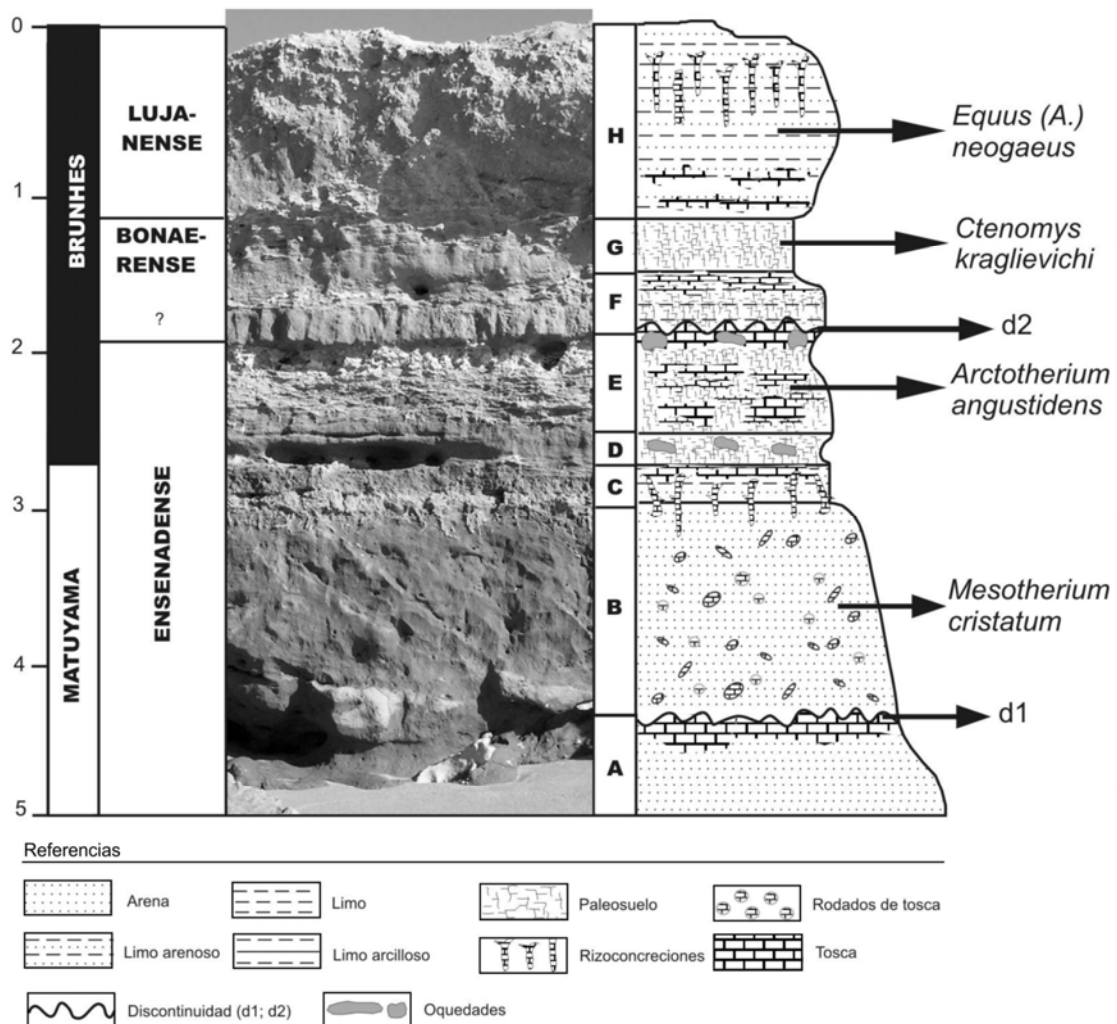 0
1
2
3
4
5
BRUNHES
MATUYAMA
LUJA-
NENSE
BONAE-
RENSE
?
ENSENADENSE
H
G
F
E
D
C
B
A
Equus (A.)
neogaeus
Ctenomys
kraglievichi
d2
Arctotherium
angustidens
Mesotherium
cristatum
d1
Referencias
Arena
Limo
Paleosuelo
Rodados de tosca
Limo arenoso
Limo arcilloso
Rizoconcreciones
Tosca
Discontinuidad (d1; d2)
Oquedades